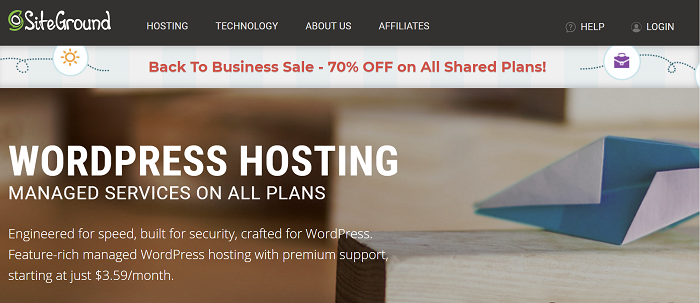 SiteGround
HOSTING TECHNOLOGY ABOUT US AFFILIATES HELP LOGIN
Back To Business Sale - 70% OFF on All Shared Plans!
WORDPRESS HOSTING
MANAGED SERVICES ON ALL PLANS
Engineered for speed, built for security, crafted for WordPress.
Feature-rich managed WordPress hosting with premium support,
starting at just $3.59/month.